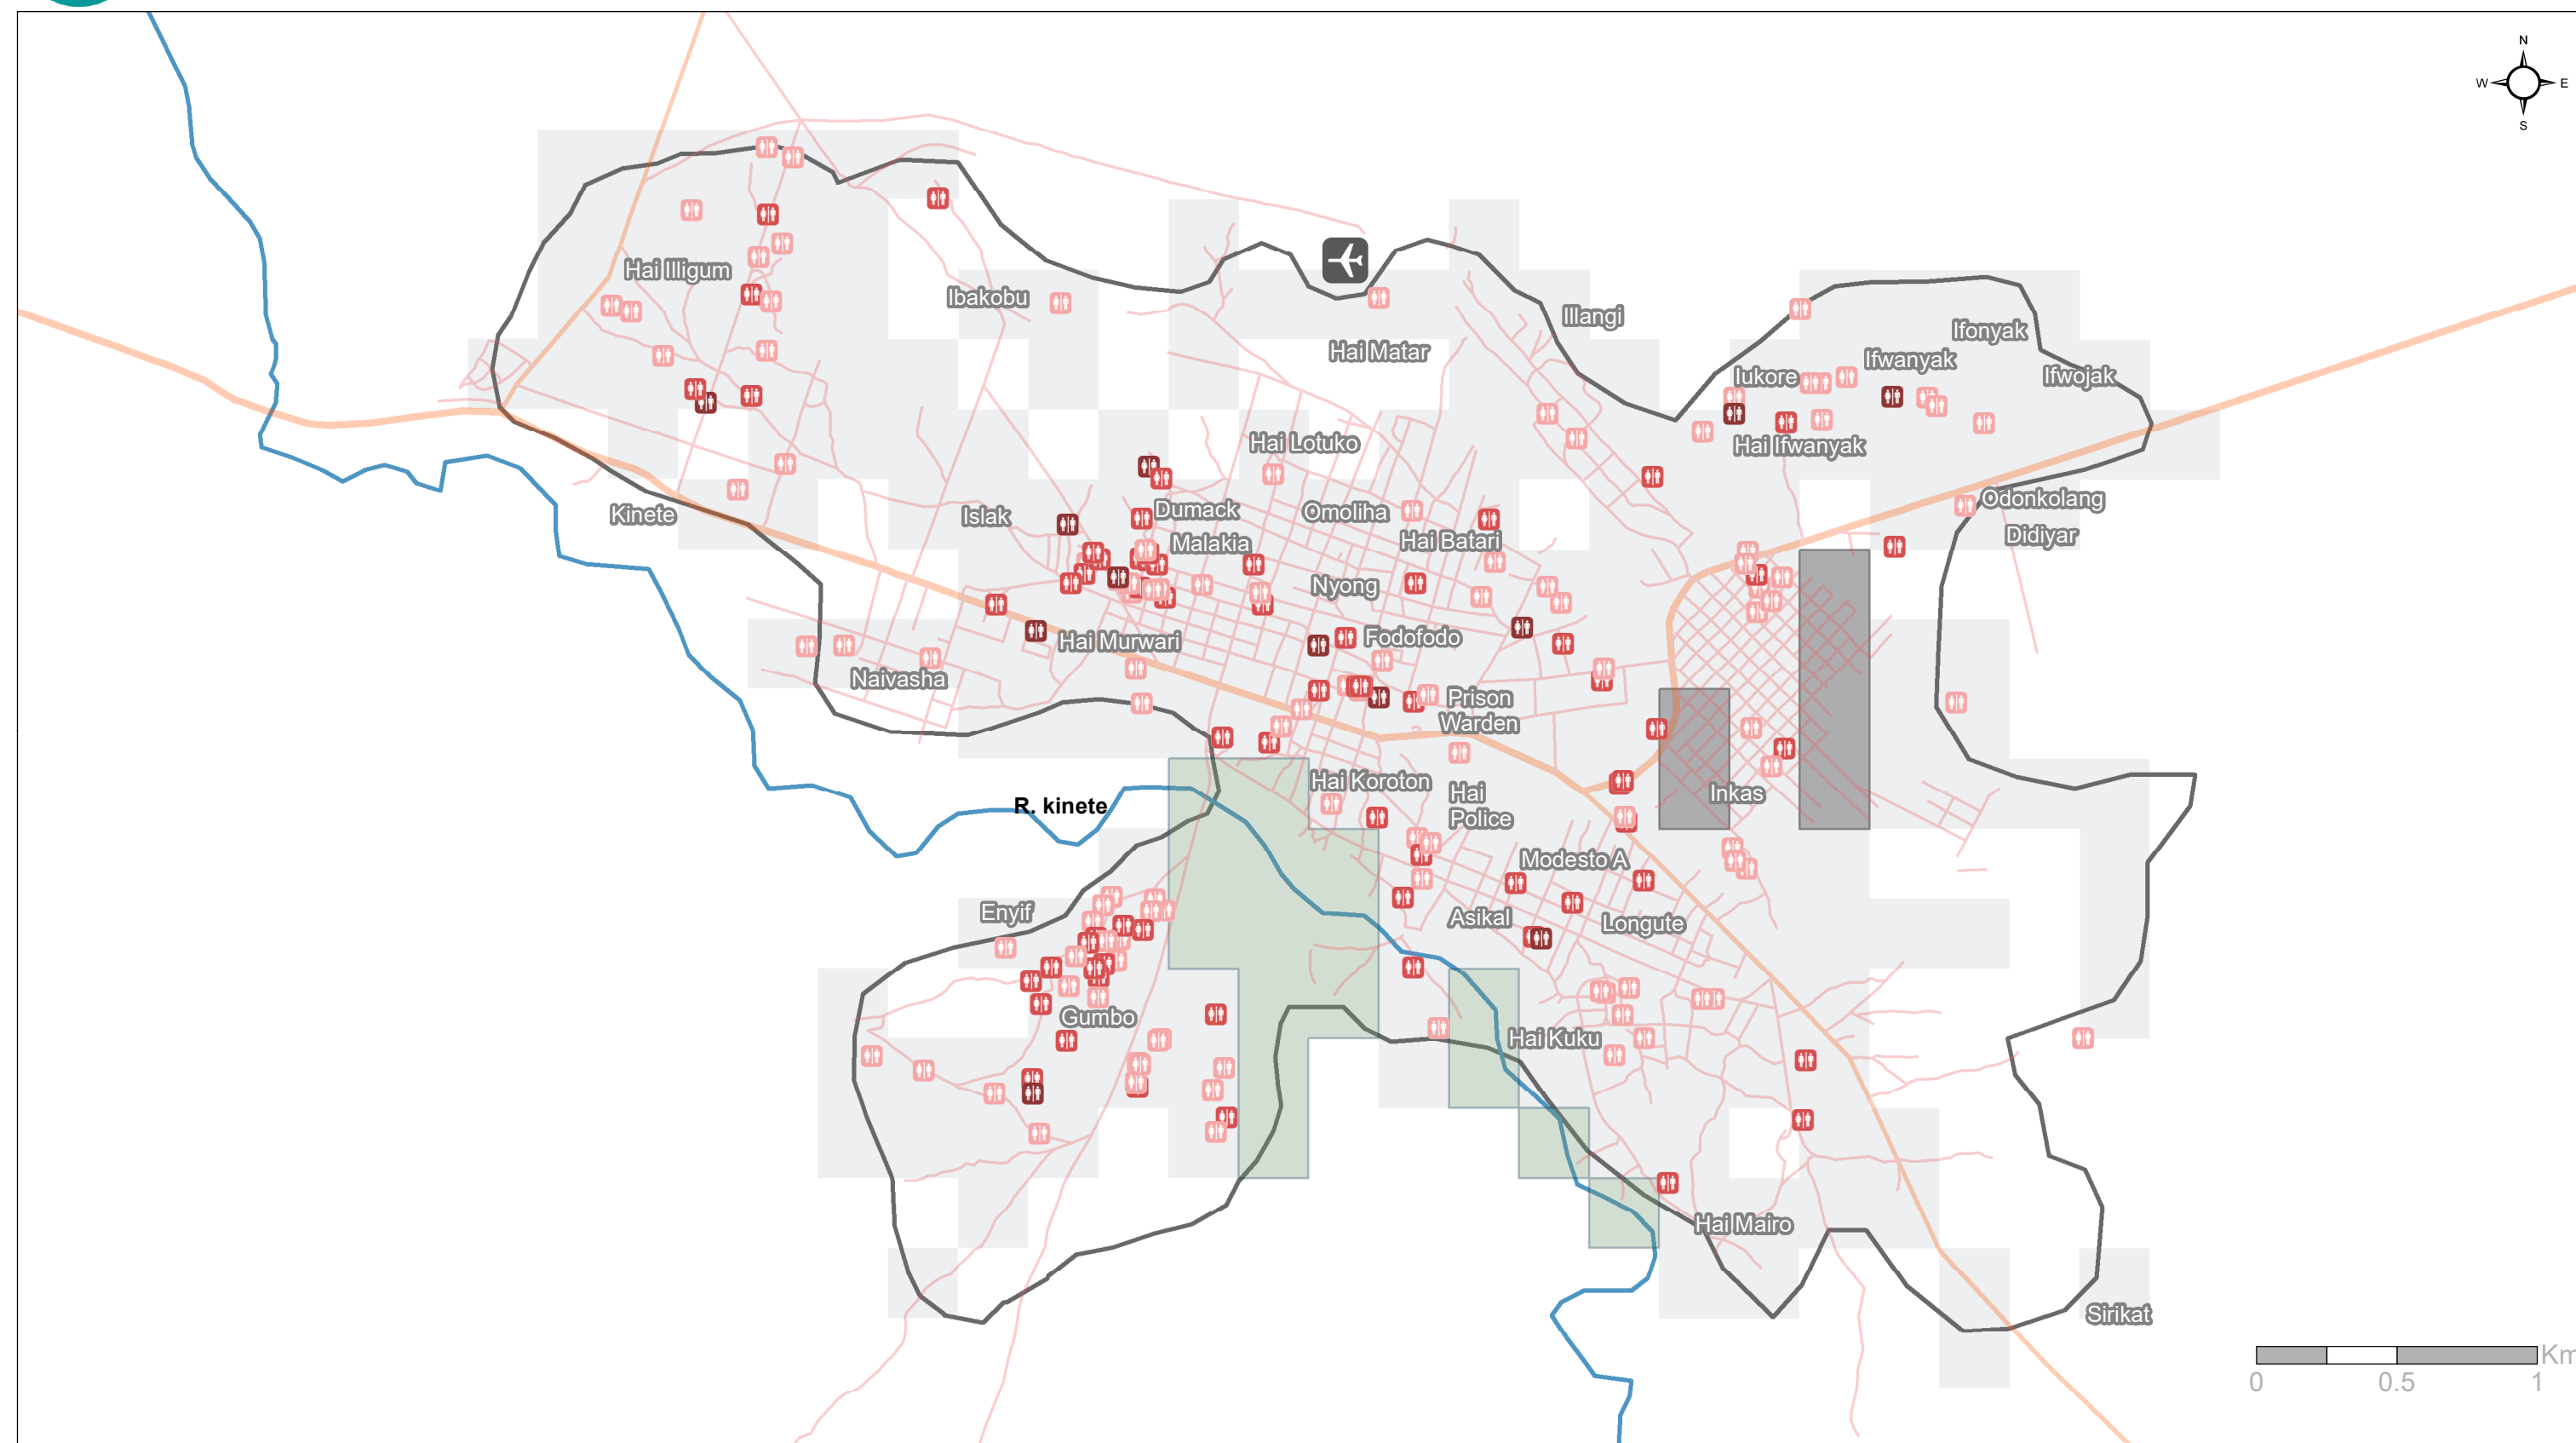 N
W E
S
Hai Illigum
Ibakobu
Illangi
Ifonyak
Hai Matar
Ifwanyak
Iukore
Ifwojak
Hai Lotuko
Hai Ifwanyak
Kinete
Islak
Dumack
Omoliha
Odonkolang
Malakia
Hai Batari
Didiyar
Nyong
Hai Murwari
Fodofodo
Naivasha
Prison
Warden
Hai Koroton
Hai
Police
Inkas
R. kinete
Modesto A
Enyif
Asikal
Longute
Gumbo
Hai Kuku
Hai Mairo
Sirikat
Km
0 0.5 1